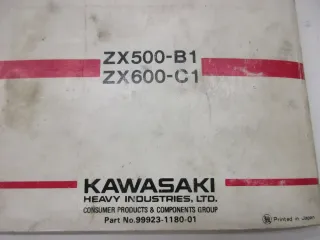 ZX500-B1
ZX600-C1
KAWASAKI
HEAVY INDUSTRIES, LTD.
CONSUMER PRODUCTS & COMPONENTS GROUP
Part No.99923-1180-01
Printed in Japan